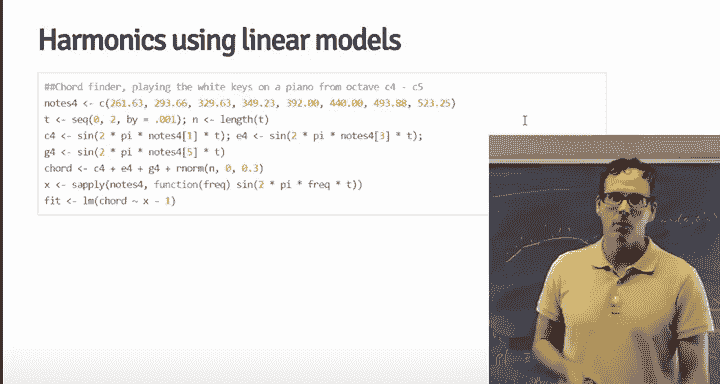 Harmonics using linear models
##Chord finder, playing the white keys on a piano from octave c4 - c5
notes4 <- c(261.63, 293.66, 329.63, 349.23, 392.00, 440.00, 493.88, 523.25)
t <- seq(0, 2, by = .001); n <- length(t)
c4 <- sin(2 * pi * notes4[1] * t); e4 <- sin(2 * pi * notes4[3] * t);
g4 <- sin(2 * pi * notes4[5] * t)
chord <- c4 + e4 + g4 + rnorm(n, 0, 0.3)
x <- sapply(notes4, function(freq) sin(2 * pi * freq * t))
fit <- lm(chord ~ x - 1)